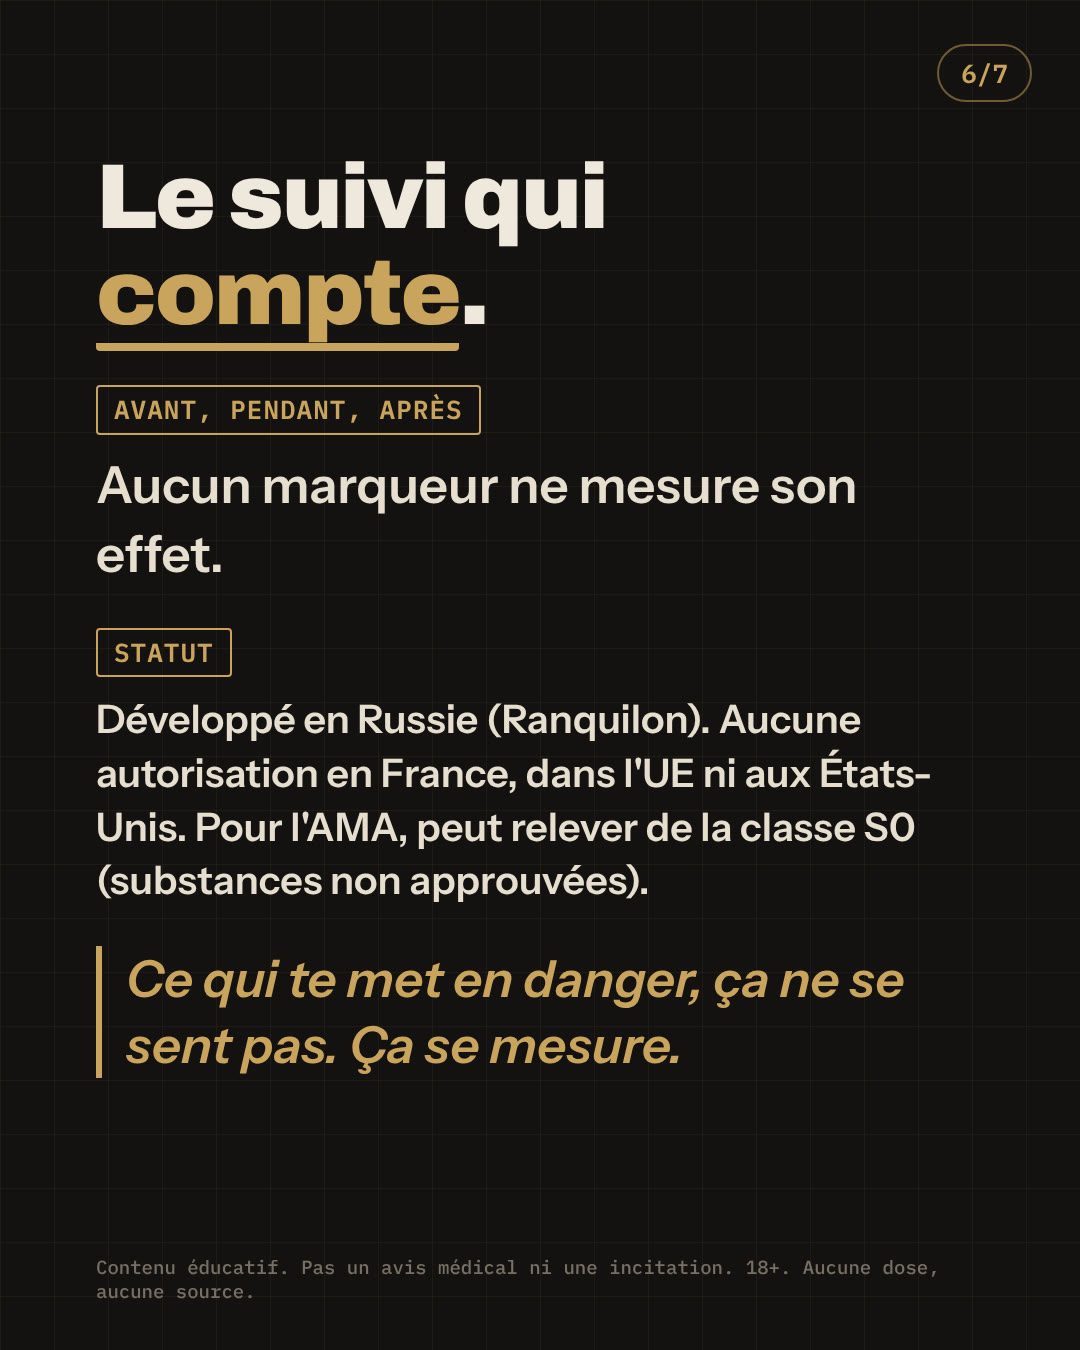 6/7
Le suivi qui
compte.
AVANT, PENDANT, APRÈS
Aucun marqueur ne mesure son
effet.
STATUT
Développé en Russie (Ranquilon). Aucune
autorisation en France, dans l'UE ni aux États-
Unis. Pour l'AMA, peut relever de la classe S0
(substances non approuvées).
Ce qui te met en danger, ça ne se
sent pas. Ça se mesure.
Contenu éducatif. Pas un avis médical ni une incitation. 18+. Aucune dose,
aucune source.